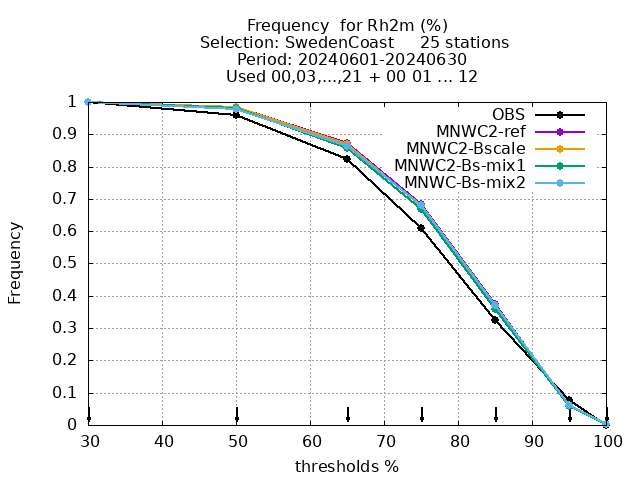 Frequency  for Rh2m (%)
Selection: SwedenCoast     25 stations
Period: 20240601-20240630
Used 00,03,...,21 + 00 01 ... 12
OBS
MNWC2-ref
MNWC2-Bscale
MNWC2-Bs-mix1
MNWC-Bs-mix2
Frequency
1
0.9
0.8
0.7
0.6
0.5
0.4
0.3
0.2
0.1
0
30 40 50 60 70 80 90 100
thresholds %